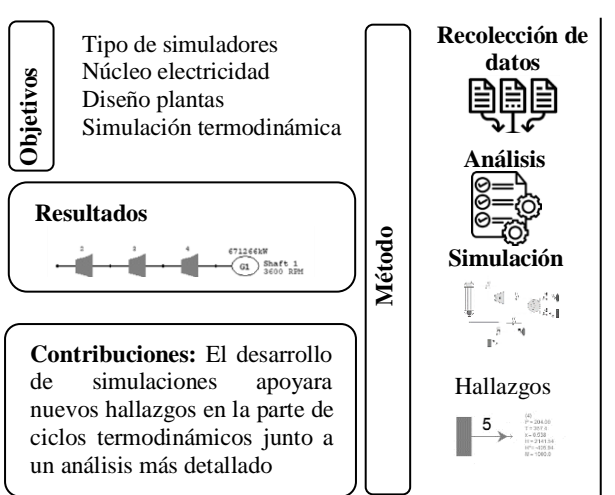 Objetivos
Tipo de simuladores
Núcleo electricidad
Diseño plantas
Simulación termodinámica
Resultados
2
3
4
671266kW
G1
Shaft 1
3600 RPM
Contribuciones: El desarrollo
de simulaciones apoyara
nuevos hallazgos en la parte de
ciclos termodinámicos junto a
un análisis más detallado
Método
Recolección de
datos
Análisis
Simulación
Hallazgos
5